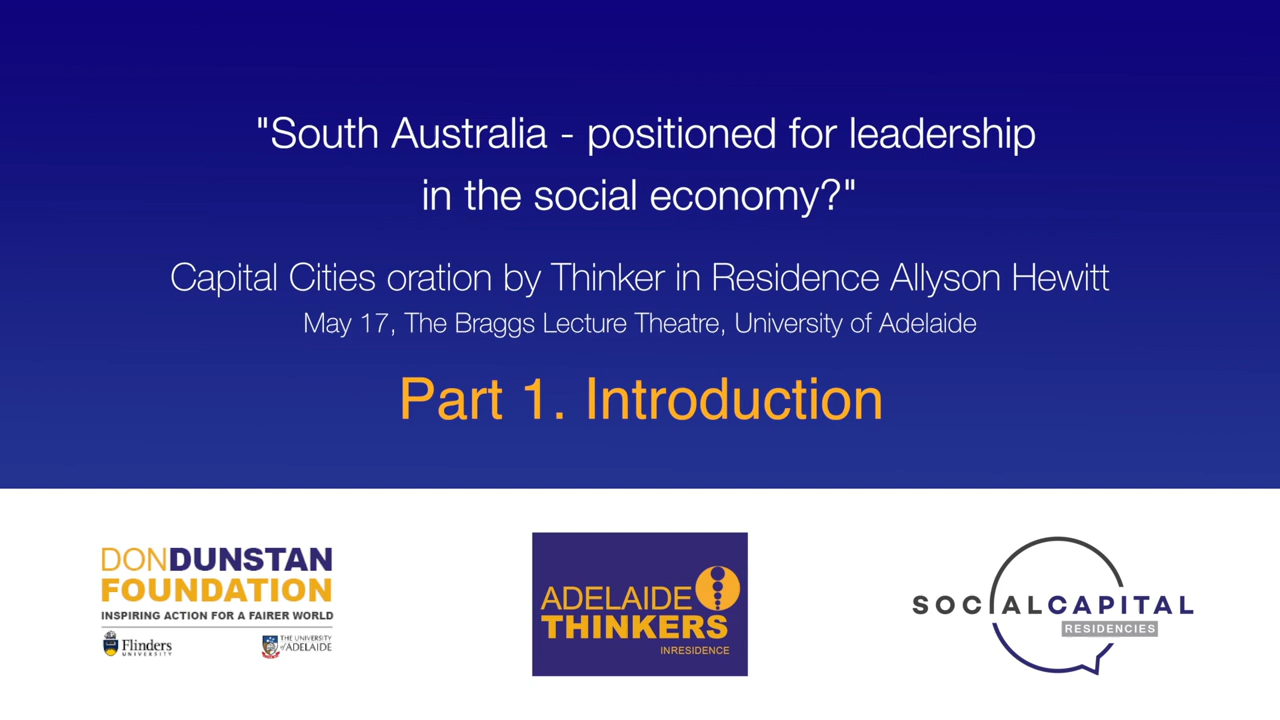 "South Australia - positioned for leadership
in the social economy?"
Capital Cities oration by Thinker in Residence Allyson Hewitt
May 17, The Braggs Lecture Theatre, University of Adelaide
Part 1. Introduction
DONDUNSTAN
FOUNDATION
INSPIRING ACTION FOR A FAIRER WORLD
Flinders
UNIVERSITY
THE UNIVERSITY
of ADELAIDE
ADELAIDE
THINKERS
INRESIDENCE
SOCIALCAPITAL
RESIDENCIES